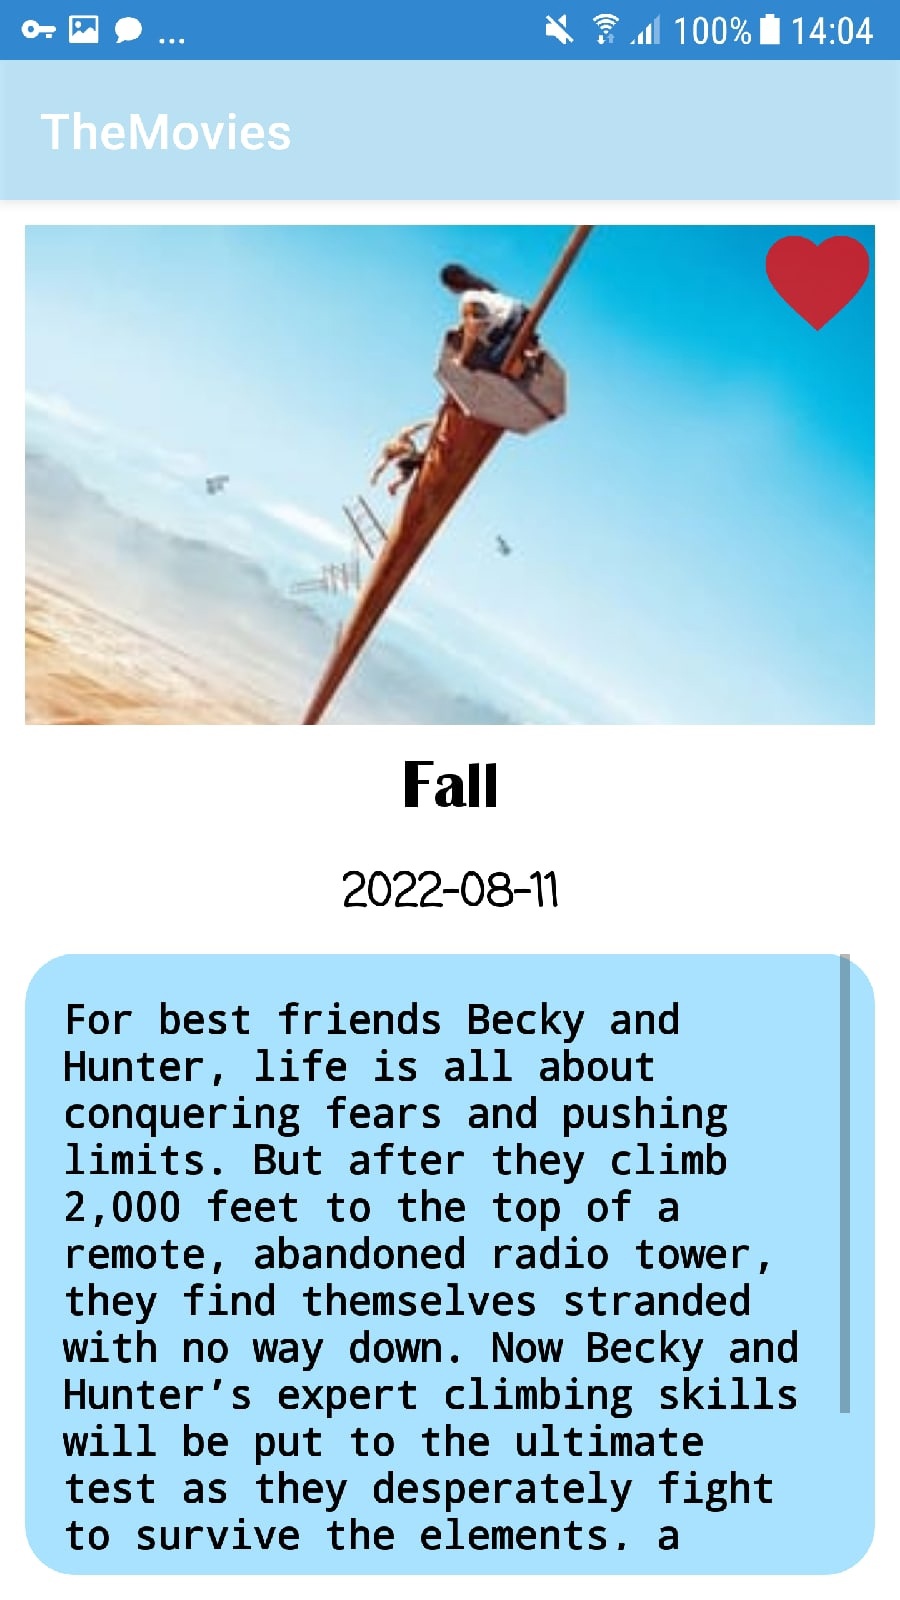 ... 100% 14:04
TheMovies
Fall
2022-08-11
For best friends Becky and
Hunter, life is all about
conquering fears and pushing
limits. But after they climb
2,000 feet to the top of a
remote, abandoned radio tower,
they find themselves stranded
with no way down. Now Becky and
Hunter’s expert climbing skills
will be put to the ultimate
test as they desperately fight
to survive the elements, a